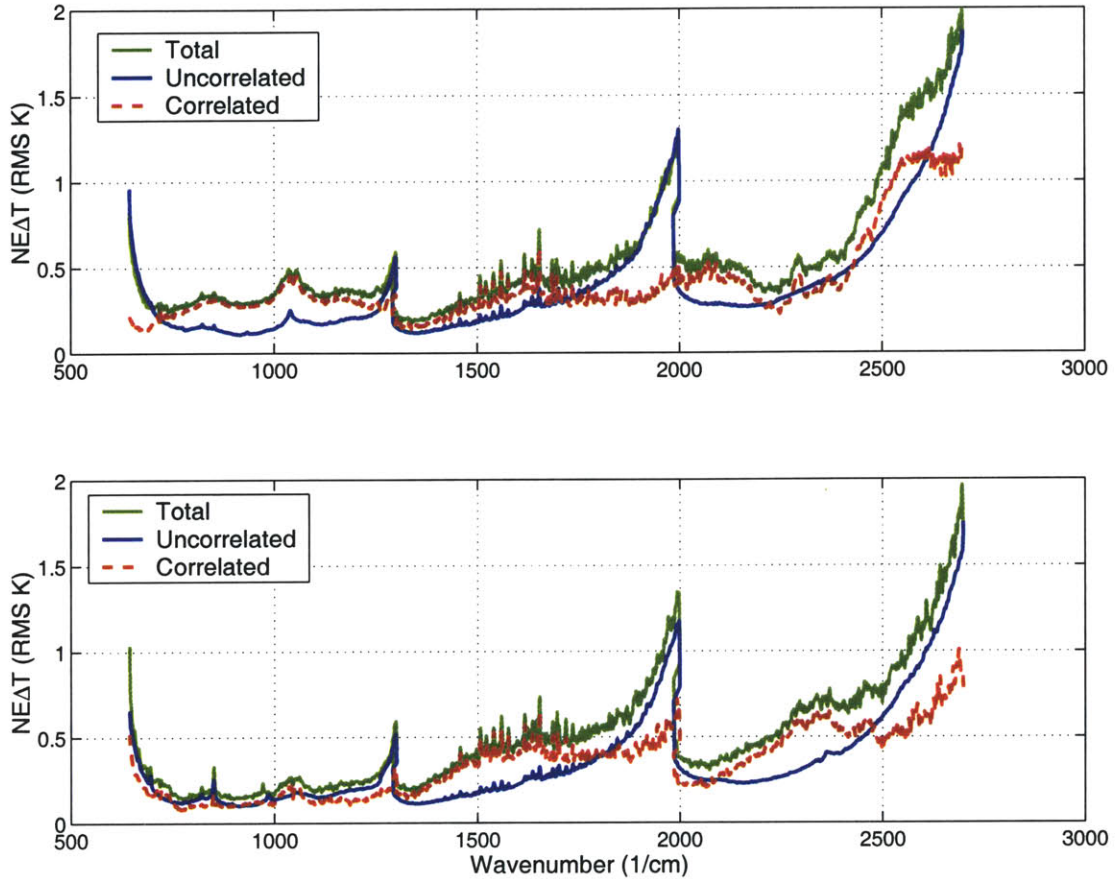 2
1.5
1
0.5
0
NEΔT (RMS K)
Total
Uncorrelated
Correlated
500
1000
1500
2000
2500
3000
2
1.5
1
0.5
0
NEΔT (RMS K)
Total
Uncorrelated
Correlated
500
1000
1500
2000
2500
3000
Wavenumber (1/cm)